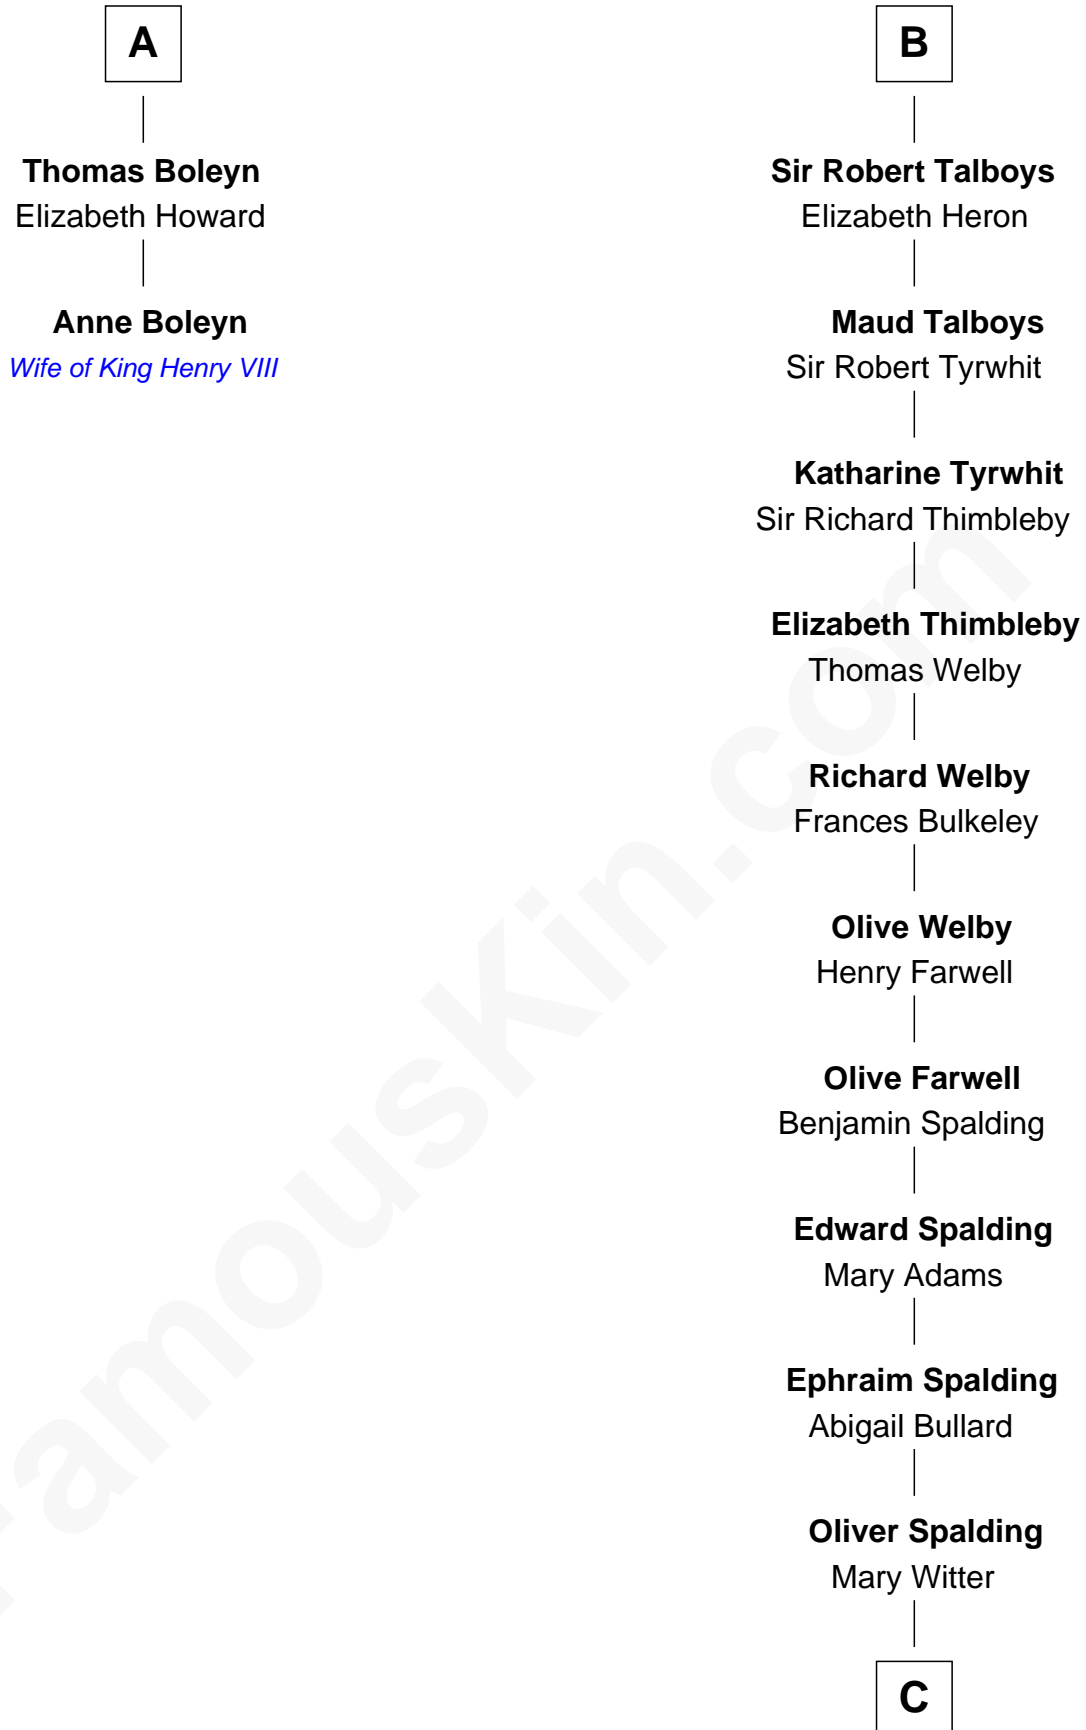 A
Thomas Boleyn
Elizabeth Howard
Anne Boleyn
Wife of King Henry VIII
B
Sir Robert Talboys
Elizabeth Heron
Maud Talboys
Sir Robert Tyrwhit
Katharine Tyrwhit
Sir Richard Thimbleby
Elizabeth Thimbleby
Thomas Welby
Richard Welby
Frances Bulkeley
Olive Welby
Henry Farwell
Olive Farwell
Benjamin Spalding
Edward Spalding
Mary Adams
Ephraim Spalding
Abigail Bullard
Oliver Spalding
Mary Witter
C
FamousKin.com